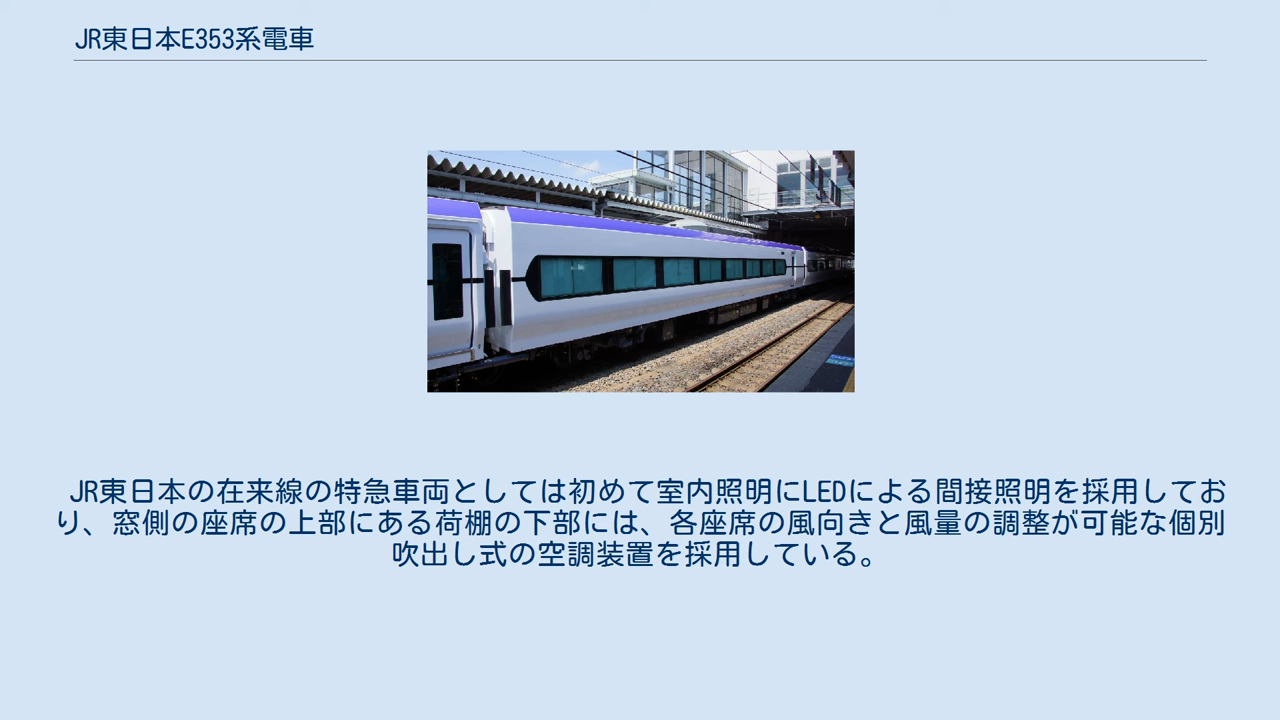 JR東日本E353系電車
JR東日本の在来線の特急車両としては初めて室内照明にLEDによる間接照明を採用してお
り、窓側の座席の上部にある荷棚の下部には、各座席の風向きと風量の調整が可能な個別
吹出し式の空調装置を採用している。